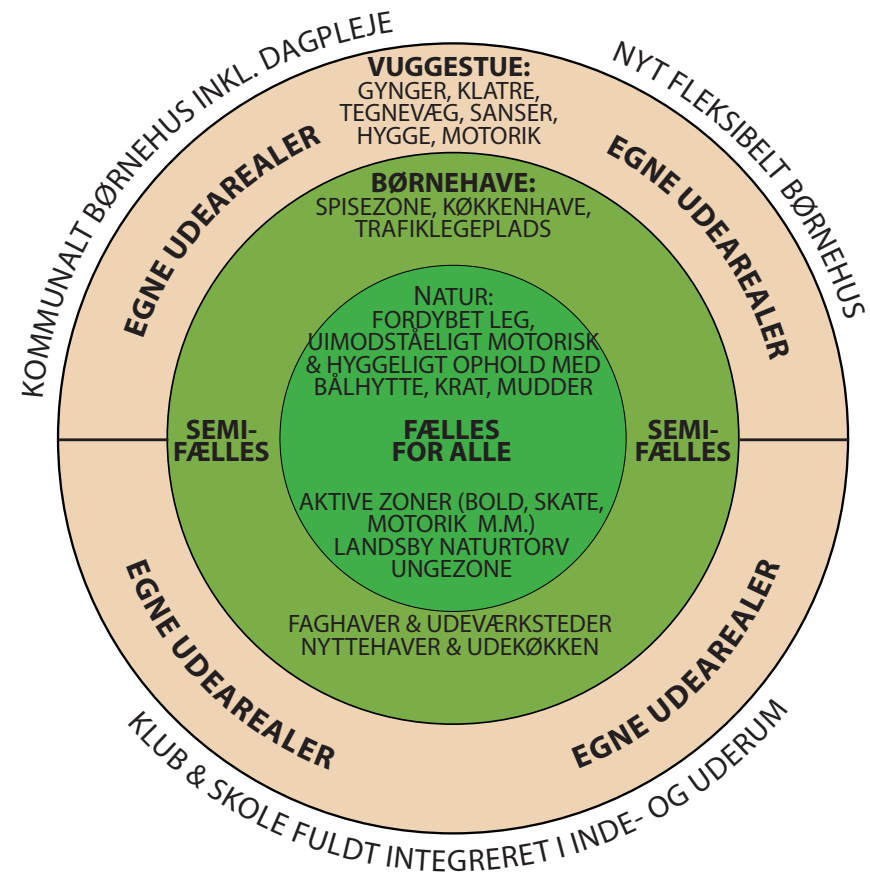 KOMMUNALT BØRNEHUS INKL. DAGPLEJE
NYT FLEKSIBELT BØRNEHUS
VUGGESTUE:
GYNGER, KLATRE,
TEGNEVÆG, SANSER,
HYGGE, MOTORIK
EGNE UDEAREALER
EGNE UDEAREALER
BØRNEHAVE:
SPISEZONE, KØKKENHAVE,
TRAFIKLEGEPLADS
NATUR:
FORDYBET LEG,
UIMODSTÅELIGT MOTORISK
& HYGGELIGT OPHOLD MED
BÅLHYTTE, KRAT, MUDDER
SEMI-
FÆLLES
FÆLLES
FOR ALLE
SEMI-
FÆLLES
AKTIVE ZONER (BOLD, SKATE,
MOTORIK M.M.)
LANDSBY NATURTORV
UNGEZONE
FAGHAVER & UDEVÆRKSTEDER
NYTTEHAVER & UDEKØKKEN
EGNE UDEAREALER
EGNE UDEAREALER
KLUB & SKOLE FULDT INTEGRERET I INDE- OG UDERUM